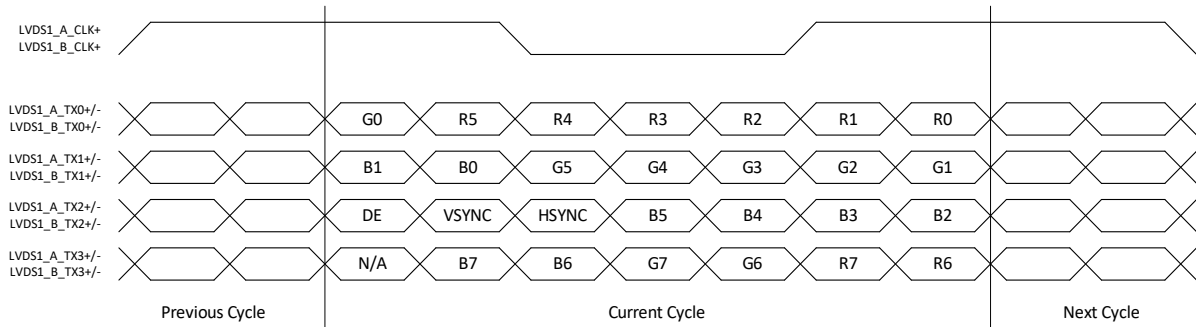 LVDS1_A_CLK+
LVDS1_B_CLK+
LVDS1_A_TX0+/-
LVDS1_B_TX0+/-
G0 R5 R4 R3 R2 R1 R0
LVDS1_A_TX1+/-
LVDS1_B_TX1+/-
B1 B0 G5 G4 G3 G2 G1
LVDS1_A_TX2+/-
LVDS1_B_TX2+/-
DE VSYNC HSYNC B5 B4 B3 B2
LVDS1_A_TX3+/-
LVDS1_B_TX3+/-
N/A B7 B6 G7 G6 R7 R6
Previous Cycle Current Cycle Next Cycle